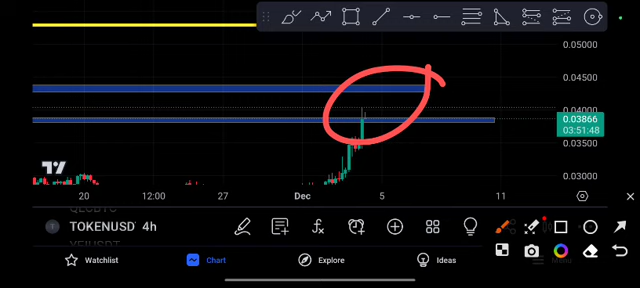 0.05000
0.04500
0.04000
0.03866
03:51:48
0.03500
0.03000
20
12:00
27
Dec
5
11
TOKENUSD 4h
Watchlist
Chart
Explore
Ideas